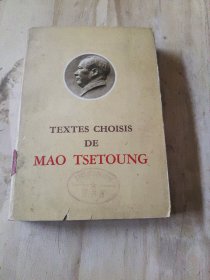 TEXTES CHOISIS
DE
MAO TSETOUNG